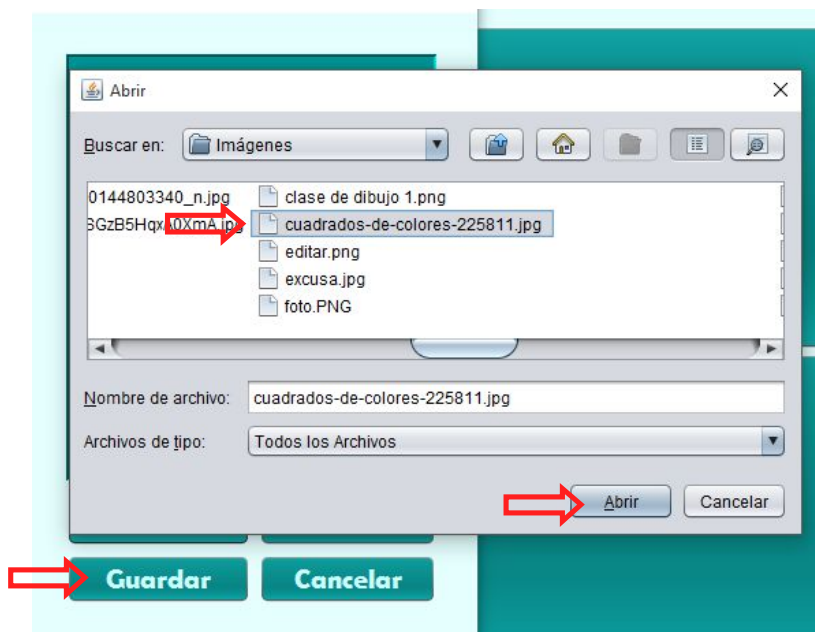 Abrir
Buscar en: Imágenes
0144803340_n.jpg
clase de dibujo 1.png
cuadrados-de-colores-225811.jpg
editar.png
excusa.jpg
foto.PNG
Nombre de archivo: cuadrados-de-colores-225811.jpg
Archivos de tipo: Todos los Archivos
Abrir Cancelar
Guardar Cancelar